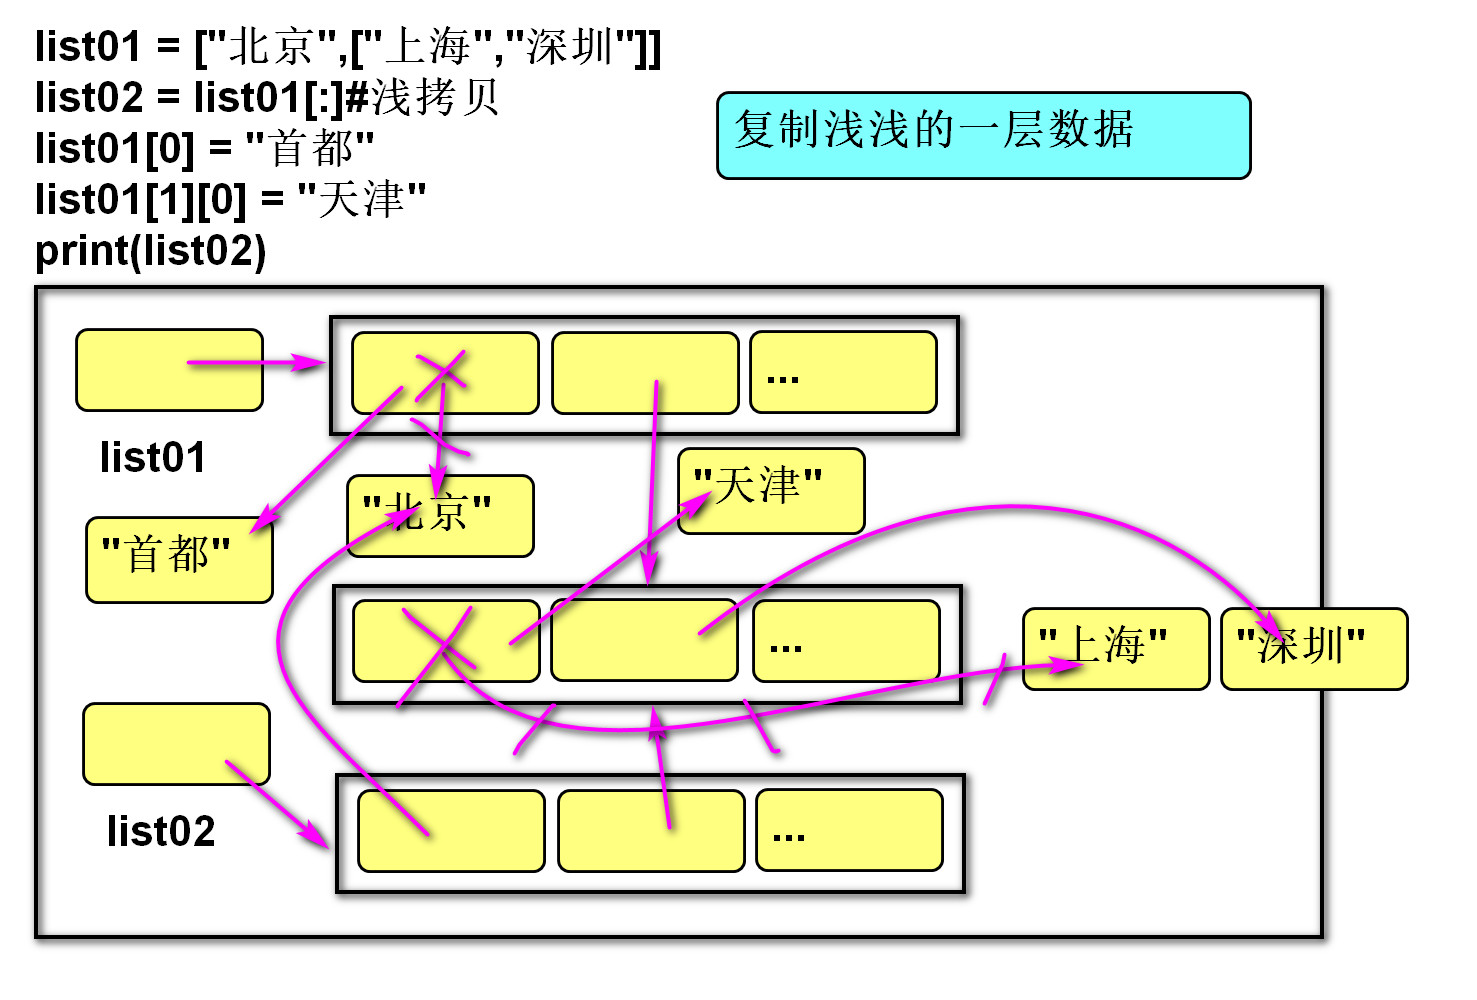 list01 = ["北京",["上海","深圳"]]
list02 = list01[:]#浅拷贝
list01[0] = "首都"
list01[1][0] = "天津"
print(list02)
复制浅浅的一层数据
...
list01
"北京"
"天津"
"首都"
...
"上海"
"深圳"
list02
...